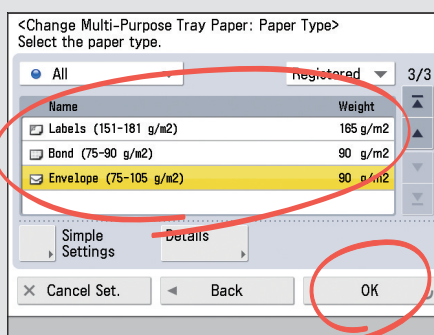 <Change Multi-Purpose Tray Paper: Paper Type>
Select the paper type.
All Registered 3/3
Name Weight
Labels (151-181 g/m2) 165 g/m2
Bond (75-90 g/m2) 90 g/m2
Envelope (75-105 g/m2) 90 g/m2
Simple Settings Details
Cancel Set. Back OK